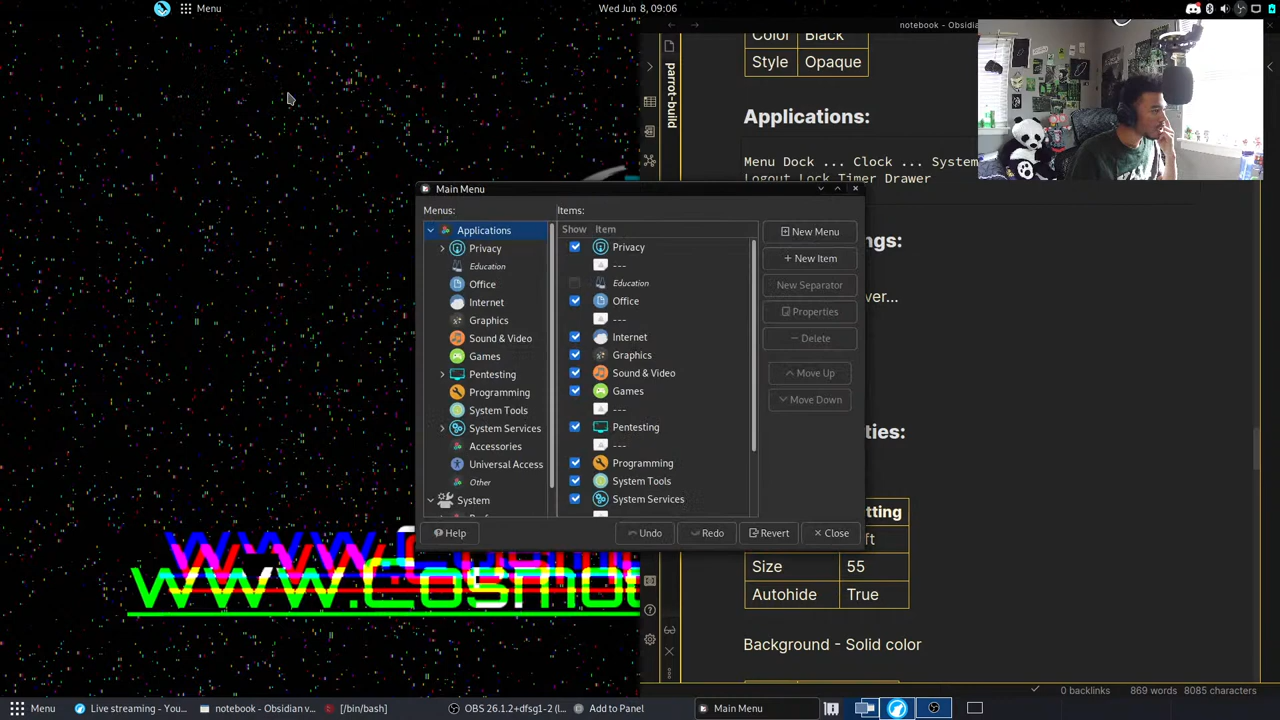 Menu
Wed Jun 8, 09:06
notebook - Obsidian
Color Black
Style Opaque
parrot-build
Applications:
Menu Dock ... Clock ... System
Logout Lock Timer Drawer
Main Menu
Menus:
Items:
Applications
Privacy
Education
Office
Internet
Graphics
Sound & Video
Games
Pentesting
Programming
System Tools
System Services
Accessories
Universal Access
Other
System
Show Item
Privacy
---
Education
Office
---
Internet
Graphics
Sound & Video
Games
---
Pentesting
---
Programming
System Tools
System Services
New Menu
New Item
New Separator
Properties
Delete
Move Up
Move Down
Help
Undo
Redo
Revert
Close
ngs:
ver...
ties:
tting
ft
Size 55
Autohide True
Background - Solid color
0 backlinks 869 words 8085 characters
Menu
Live streaming - You...
notebook - Obsidian v...
[/bin/bash]
OBS 26.1.2+dfsg1-2 (l...
Add to Panel
Main Menu